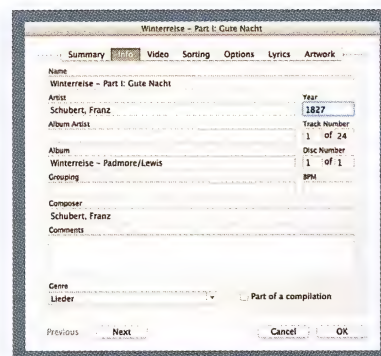 Winterreise – Part I: Gute Nacht
Summary Info Video Sorting Options Lyrics Artwork
Name
Winterreise – Part I: Gute Nacht
Artist Year
Schubert, Franz 1827
Album Artist Track Number
1 of 24
Album Disc Number
Winterreise – Padmore/Lewis 1 of 1
Grouping BPM
Composer
Schubert, Franz
Comments
Genre
Lieder Part of a compilation
Previous Next Cancel OK